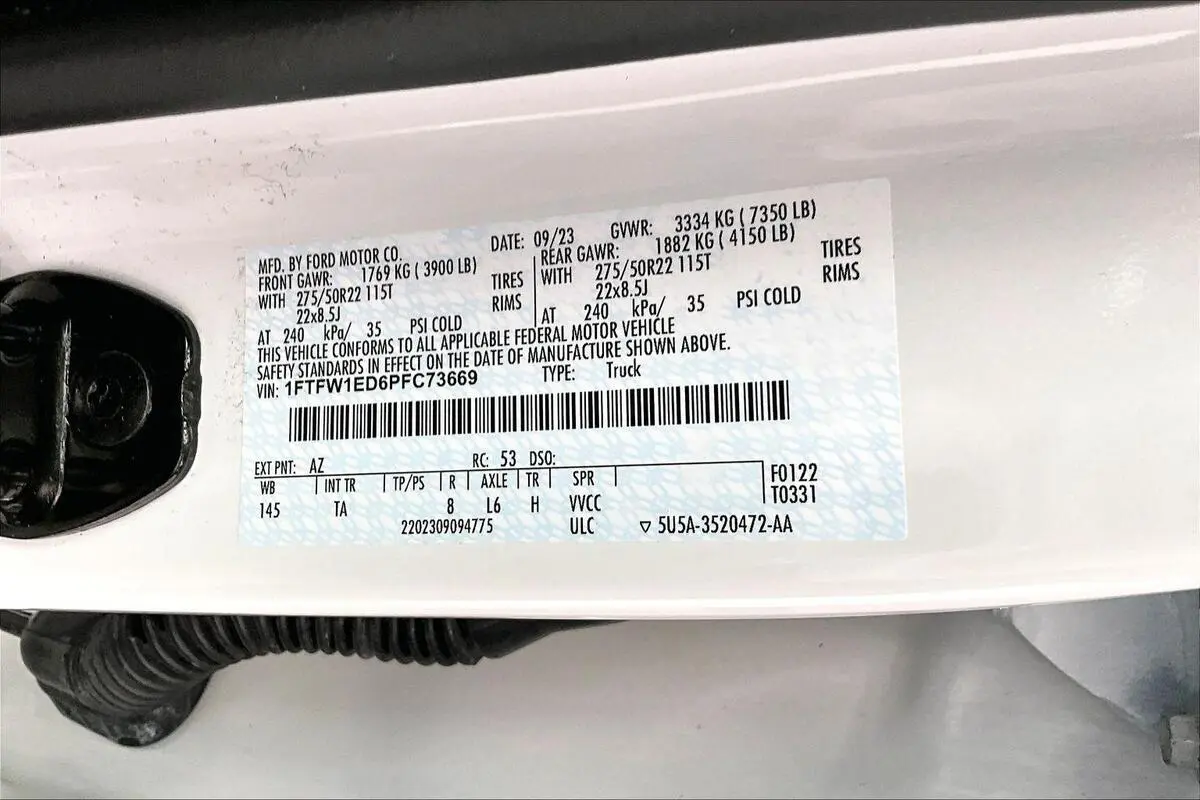 MFD. BY FORD MOTOR CO. DATE: 09/23 GVWR: 3334 KG ( 7350 LB)
FRONT GAWR: 1769 KG ( 3900 LB) REAR GAWR: 1882 KG ( 4150 LB)
WITH 275/50R22 115T TIRES WITH 275/50R22 115T TIRES
22x8.5J RIMS 22x8.5J RIMS
AT 240 kPa/ 35 PSI COLD AT 240 kPa/ 35 PSI COLD
THIS VEHICLE CONFORMS TO ALL APPLICABLE FEDERAL MOTOR VEHICLE
SAFETY STANDARDS IN EFFECT ON THE DATE OF MANUFACTURE SHOWN ABOVE.
VIN: 1FTFW1ED6PFC73669 TYPE: Truck
EXT PNT: AZ RC: 53 DSO:
WB INT TR TP/PS R AXLE TR SPR F0122
145 TA 8 L6 H VVCC T0331
2202309094775 ULC ▽ 5U5A-3520472-AA